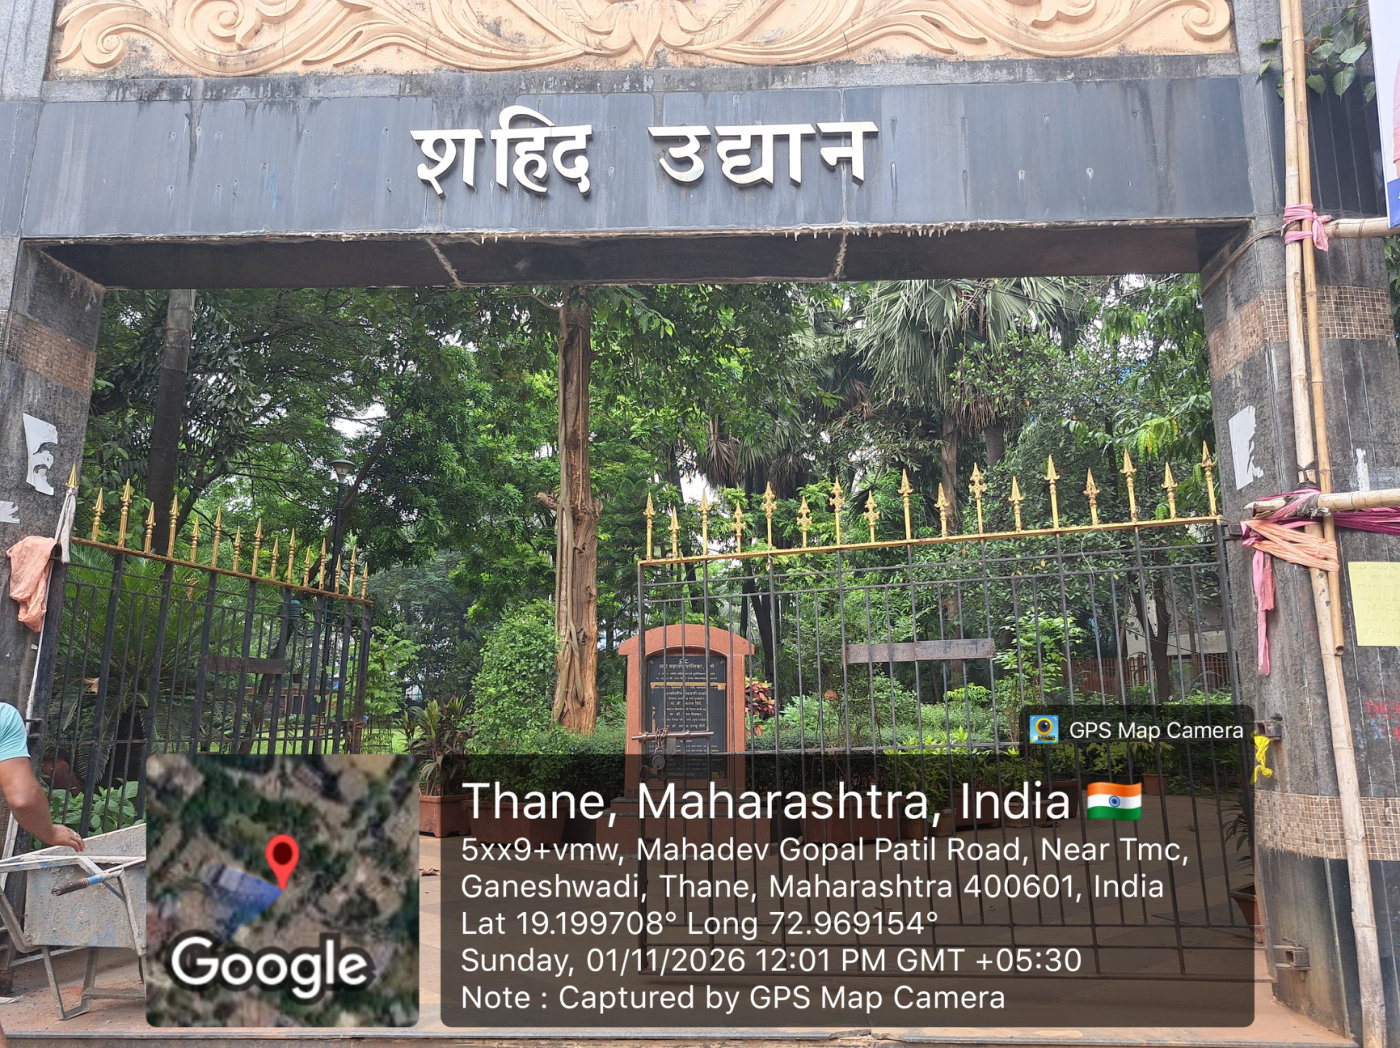 शहिद उद्यान
GPS Map Camera
Thane, Maharashtra, India
5xx9+vmw, Mahadev Gopal Patil Road, Near Tmc,
Ganeshwadi, Thane, Maharashtra 400601, India
Lat 19.199708° Long 72.969154°
Sunday, 01/11/2026 12:01 PM GMT +05:30
Note : Captured by GPS Map Camera
Google